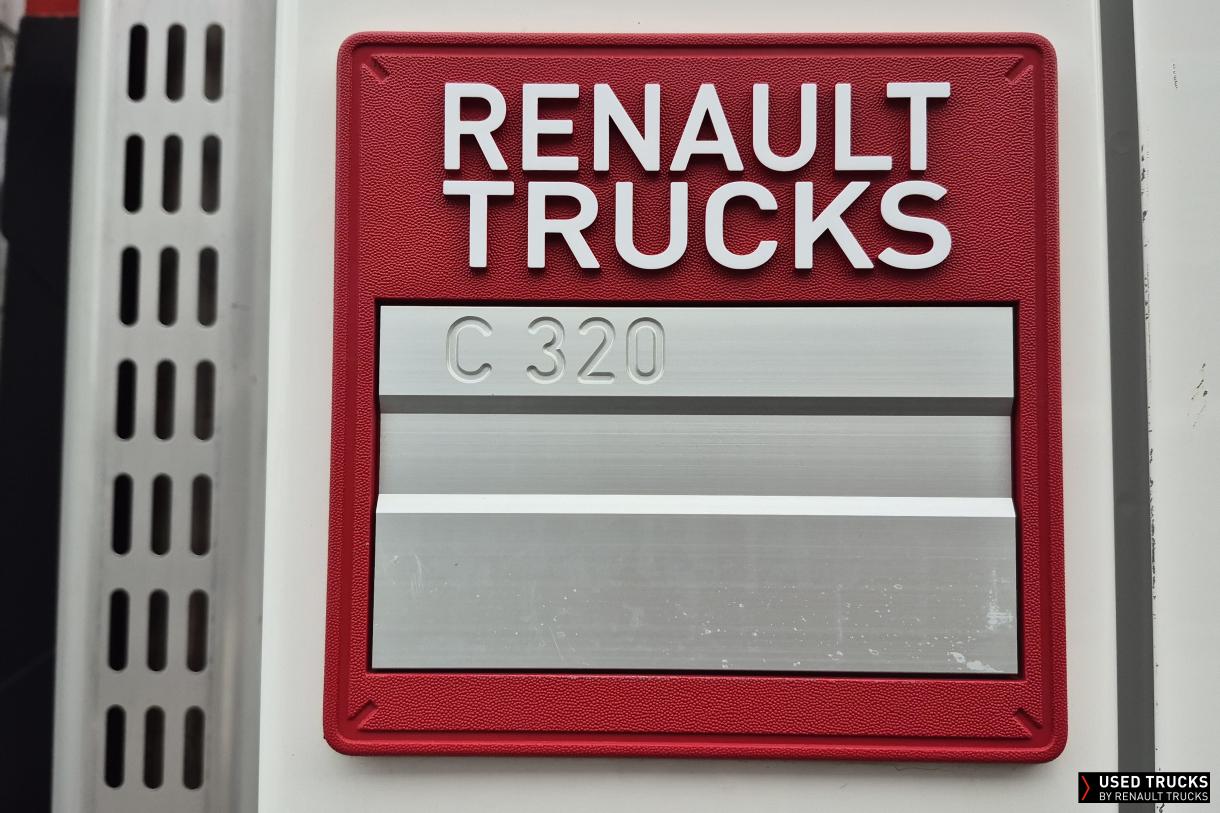 RENAULT
TRUCKS
C 320
USED TRUCKS
BY RENAULT TRUCKS